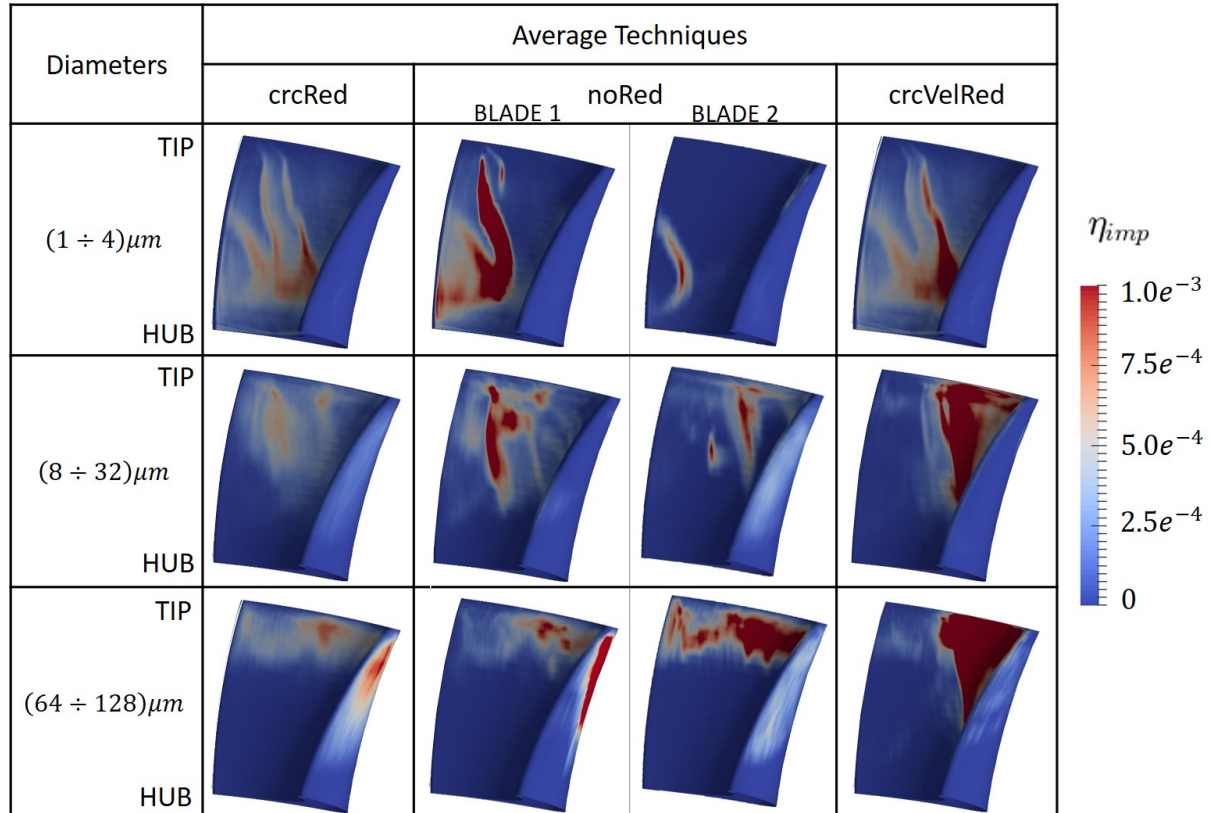 Diameters
Average Techniques
crcRed
noRed
crcVelRed
BLADE 1
BLADE 2
TIP
(1 ÷ 4)μm
HUB
TIP
(8 ÷ 32)μm
HUB
TIP
(64 ÷ 128)μm
HUB
η_imp
1.0e⁻³
7.5e⁻⁴
5.0e⁻⁴
2.5e⁻⁴
0